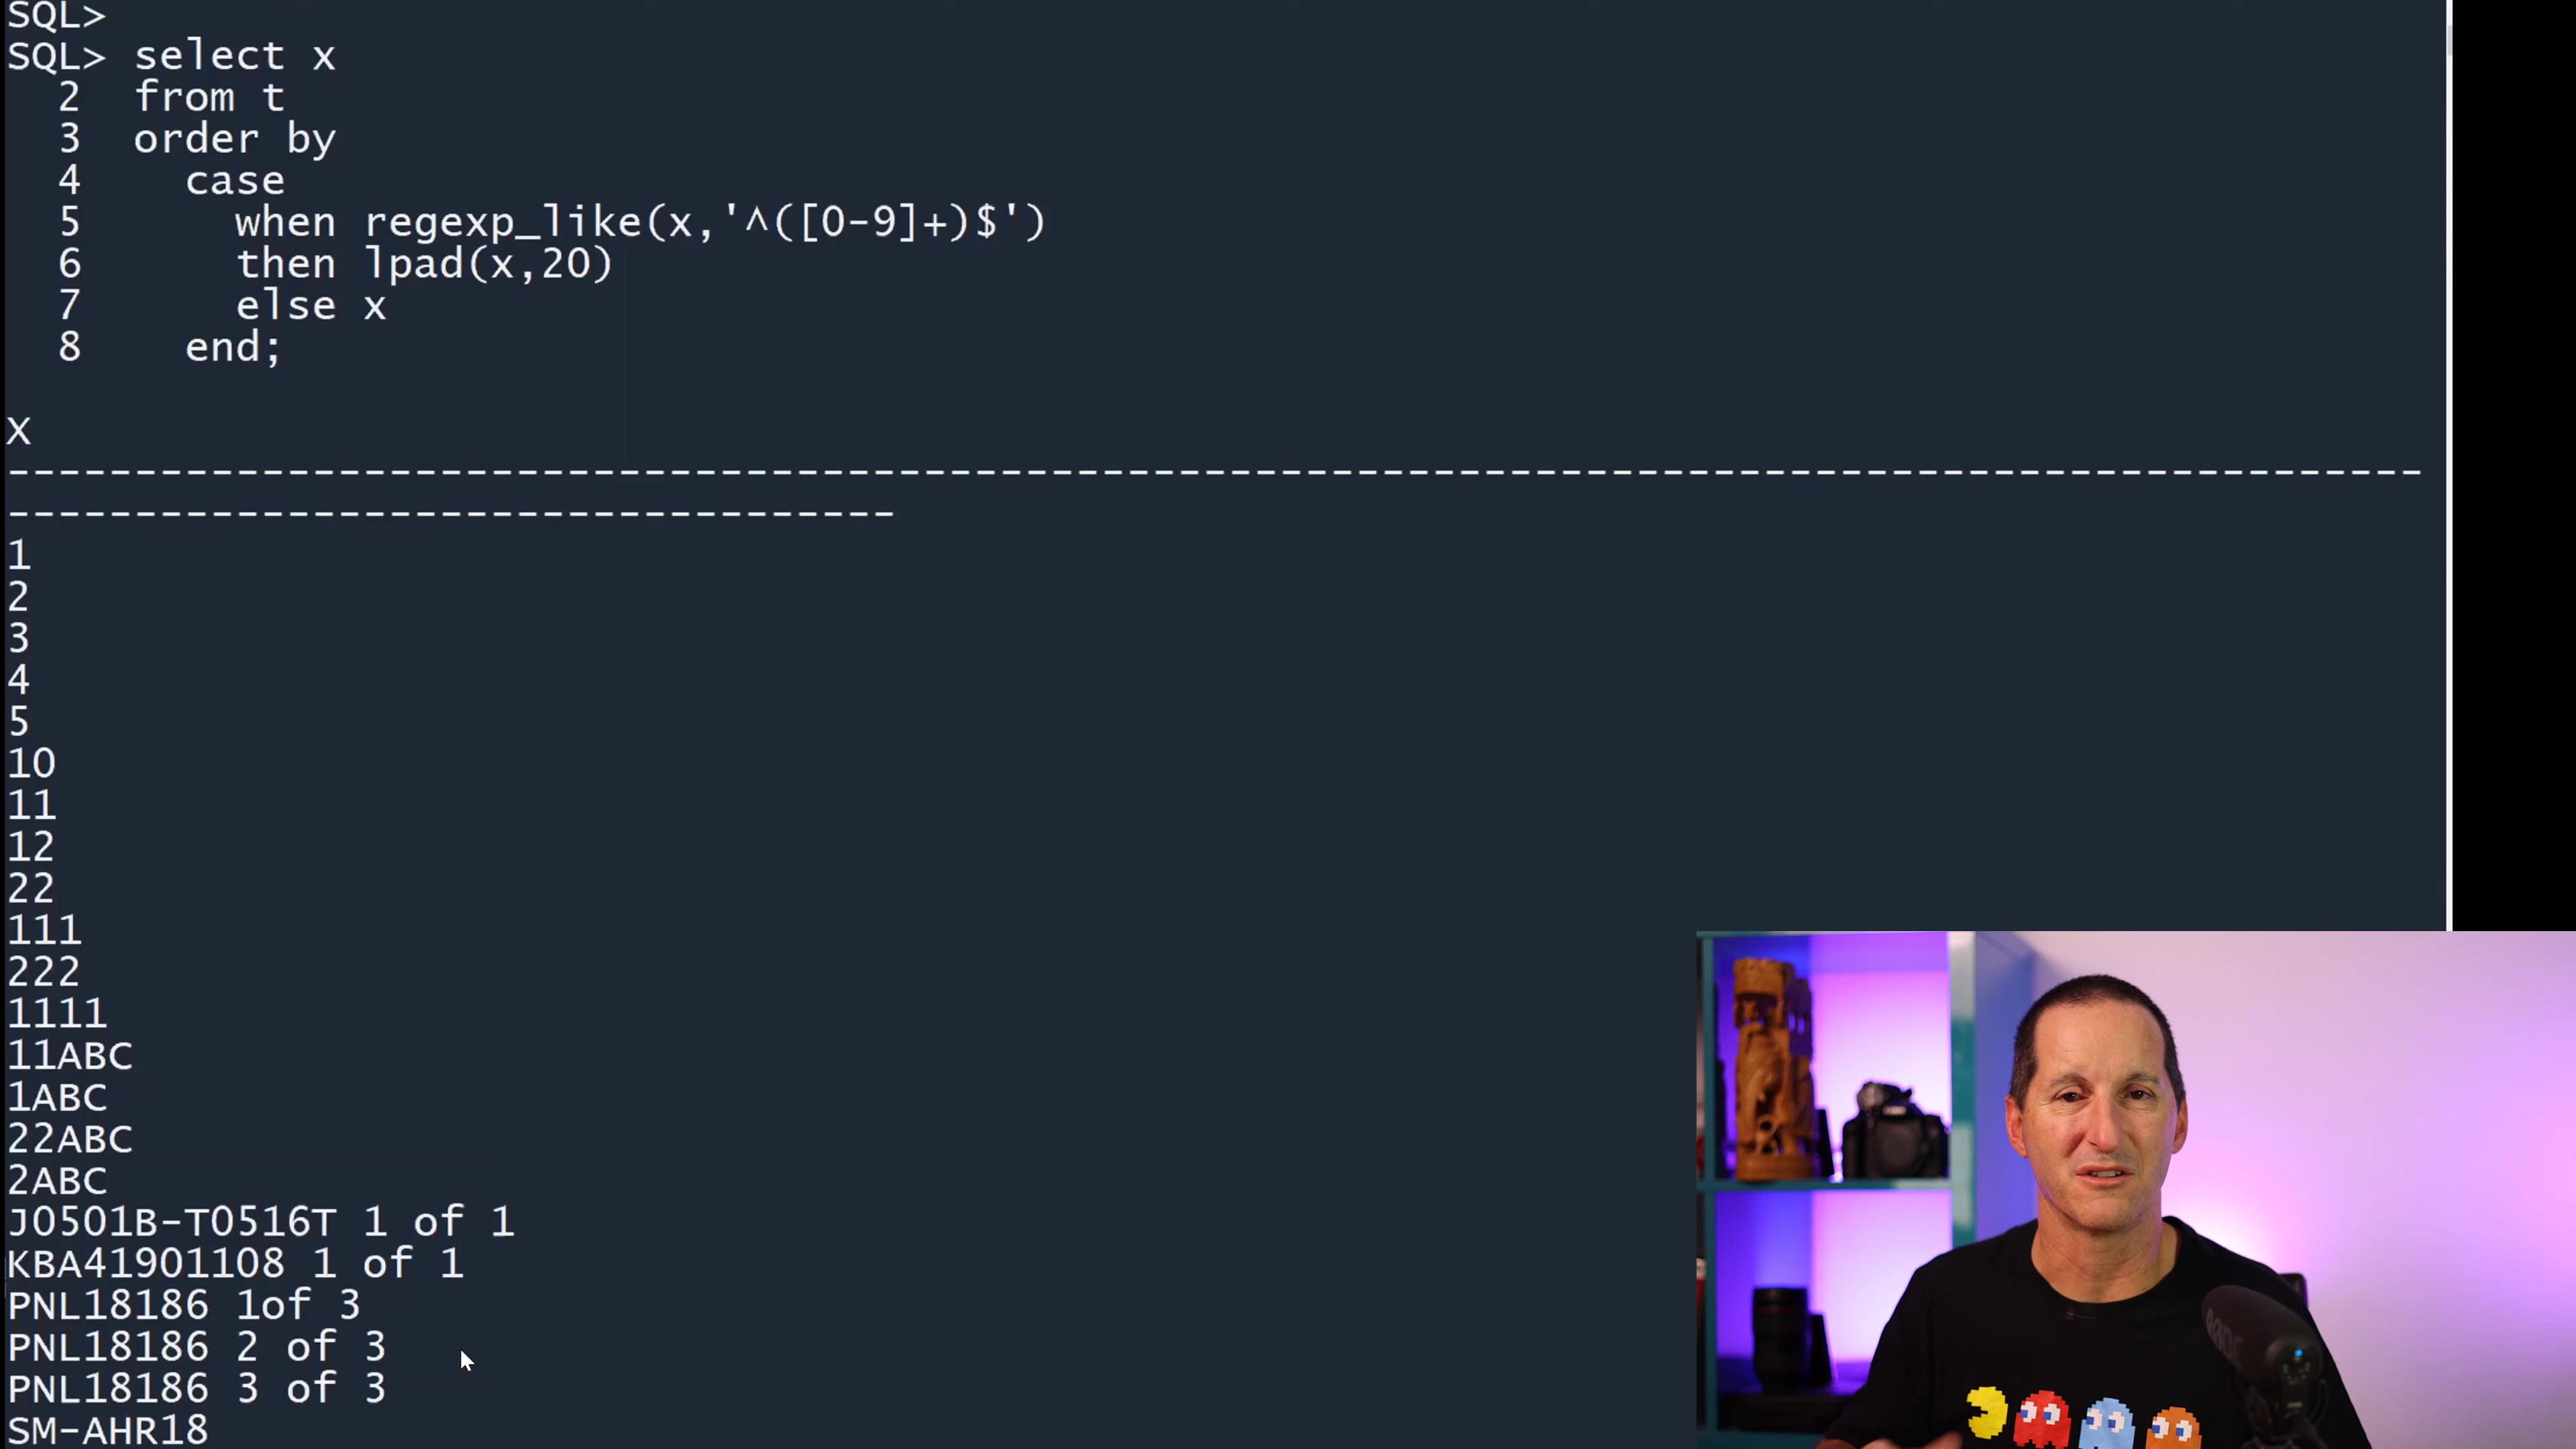 SQL>
SQL> select x
2 from t
3 order by
4 case
5 when regexp_like(x,'^([0-9]+)$')
6 then lpad(x,20)
7 else x
8 end;
X
-----------------------------------------------------------------------------------------------
-----------------------------------
1
2
3
4
5
10
11
12
22
111
222
1111
11ABC
1ABC
22ABC
2ABC
J0501B-T0516T 1 of 1
KBA41901108 1 of 1
PNL18186 1of 3
PNL18186 2 of 3
PNL18186 3 of 3
SM-AHR18
RODE